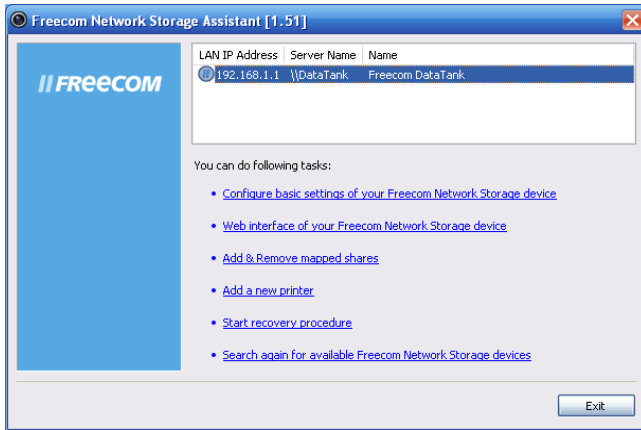 Freecom Network Storage Assistant [1.51]
FREECOM
LAN IP Address Server Name Name
192.168.1.1 \\DataTank Freecom DataTank
You can do following tasks:
• Configure basic settings of your Freecom Network Storage device
• Web interface of your Freecom Network Storage device
• Add & Remove mapped shares
• Add a new printer
• Start recovery procedure
• Search again for available Freecom Network Storage devices
Exit